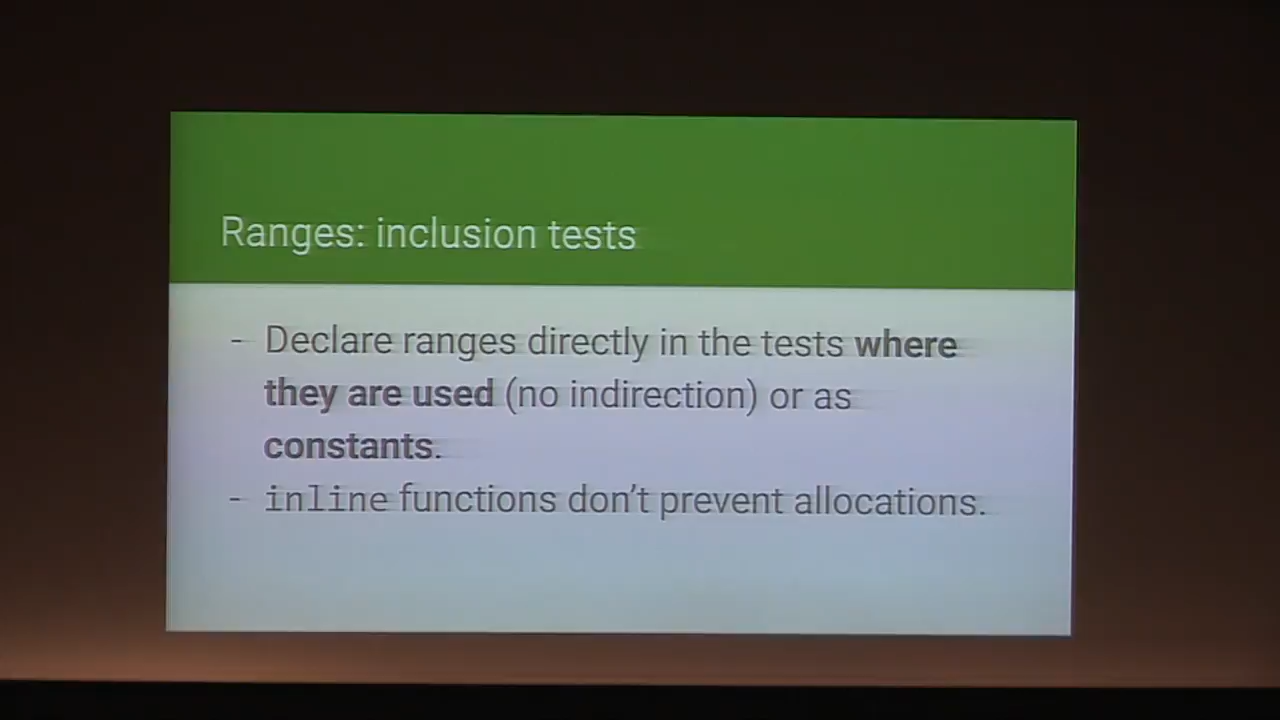 Ranges: inclusion tests
- Declare ranges directly in the tests where
they are used (no indirection) or as
constants.
- inline functions don't prevent allocations.